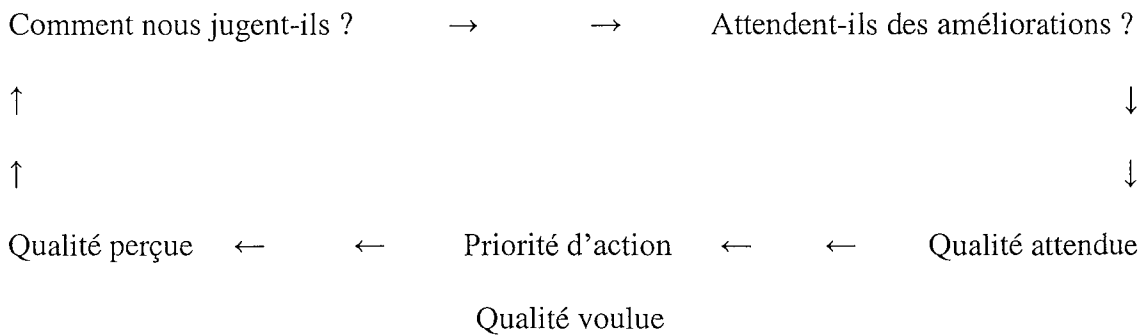 Comment nous jugent-ils ? → → Attendent-ils des améliorations ?
↑ ↓
↑ ↓
Qualité perçue ← ← Priorité d'action ← ← Qualité attendue
Qualité voulue